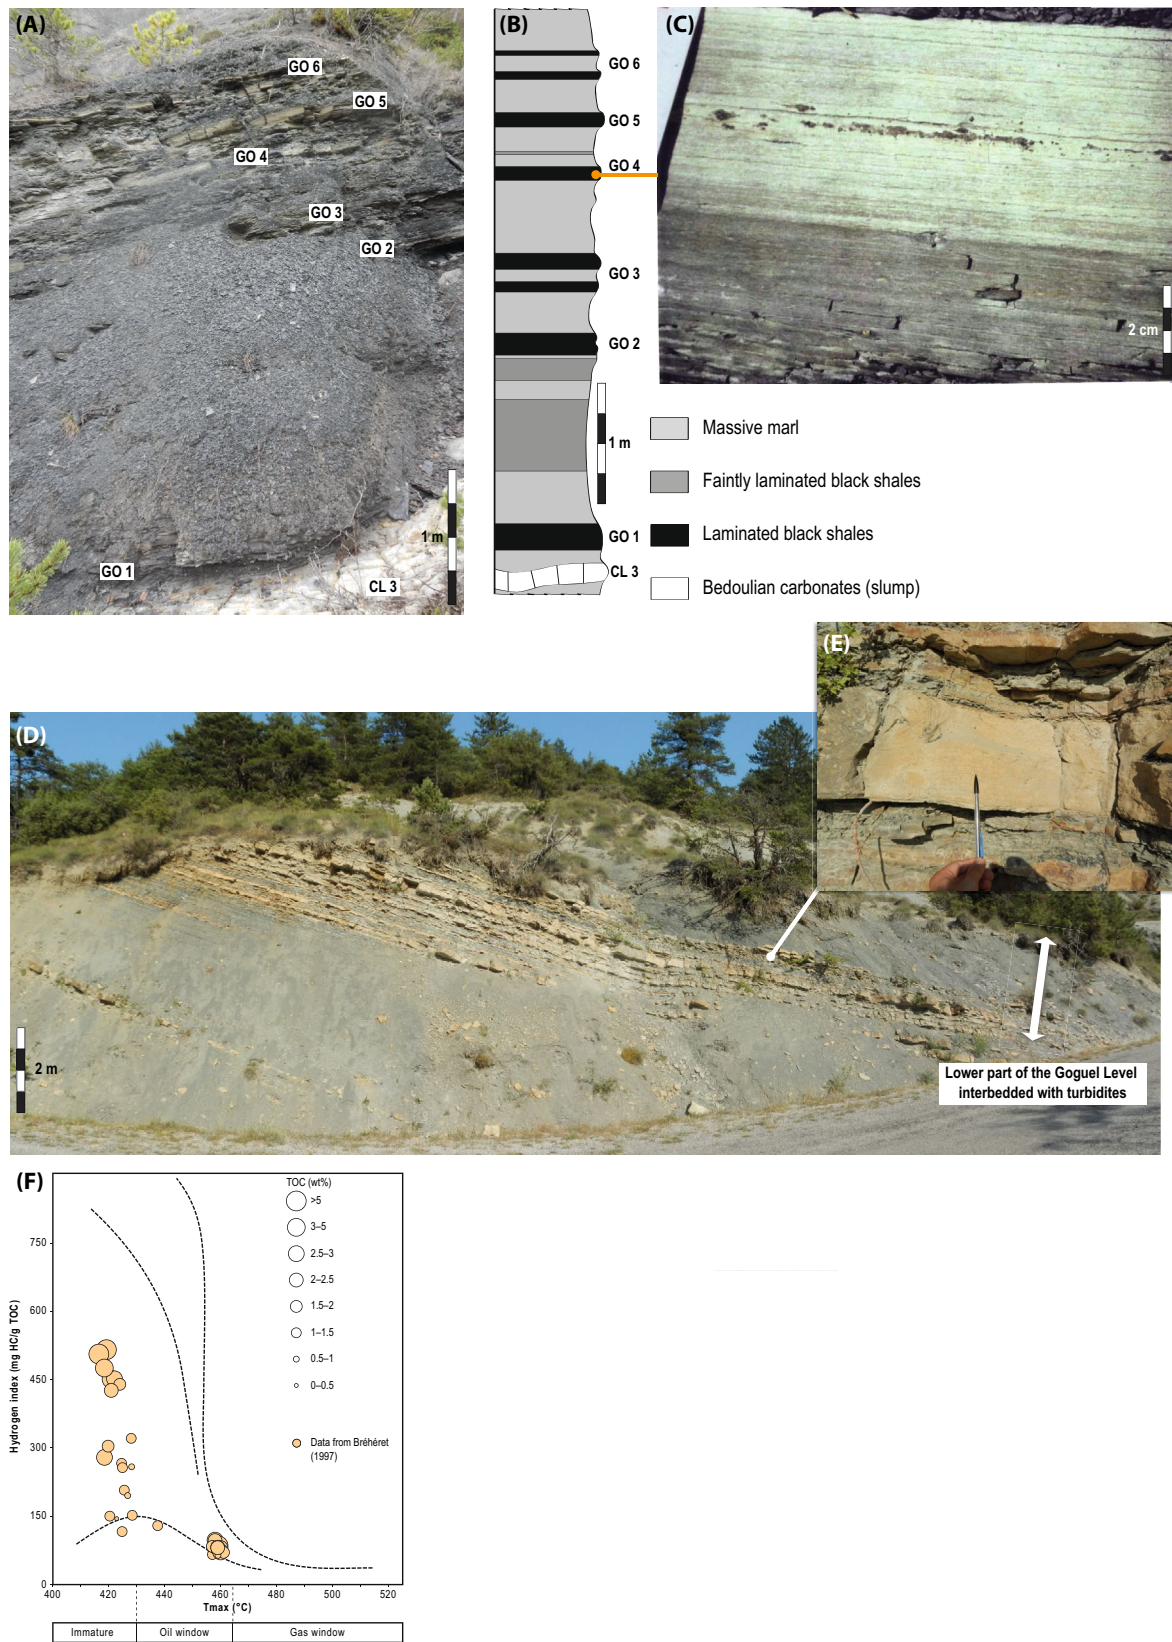 (A)
GO 6
GO 5
GO 4
GO 3
GO 2
GO 1
CL 3
1 m
(B)
GO 6
GO 5
GO 4
GO 3
GO 2
1 m
GO 1
CL 3
(C)
2 cm
Massive marl
Faintly laminated black shales
Laminated black shales
Bedoulian carbonates (slump)
(D)
2 m
(E)
Lower part of the Goguel Level
interbedded with turbidites
(F)
TOC (wt%)
>5
3–5
2.5–3
2–2.5
1.5–2
1–1.5
0.5–1
0–0.5
Data from Bréhéret
(1997)
Hydrogen index (mg HC/g TOC)
750
600
450
300
150
0
400
420
440
460
480
500
520
Tmax (°C)
Immature
Oil window
Gas window